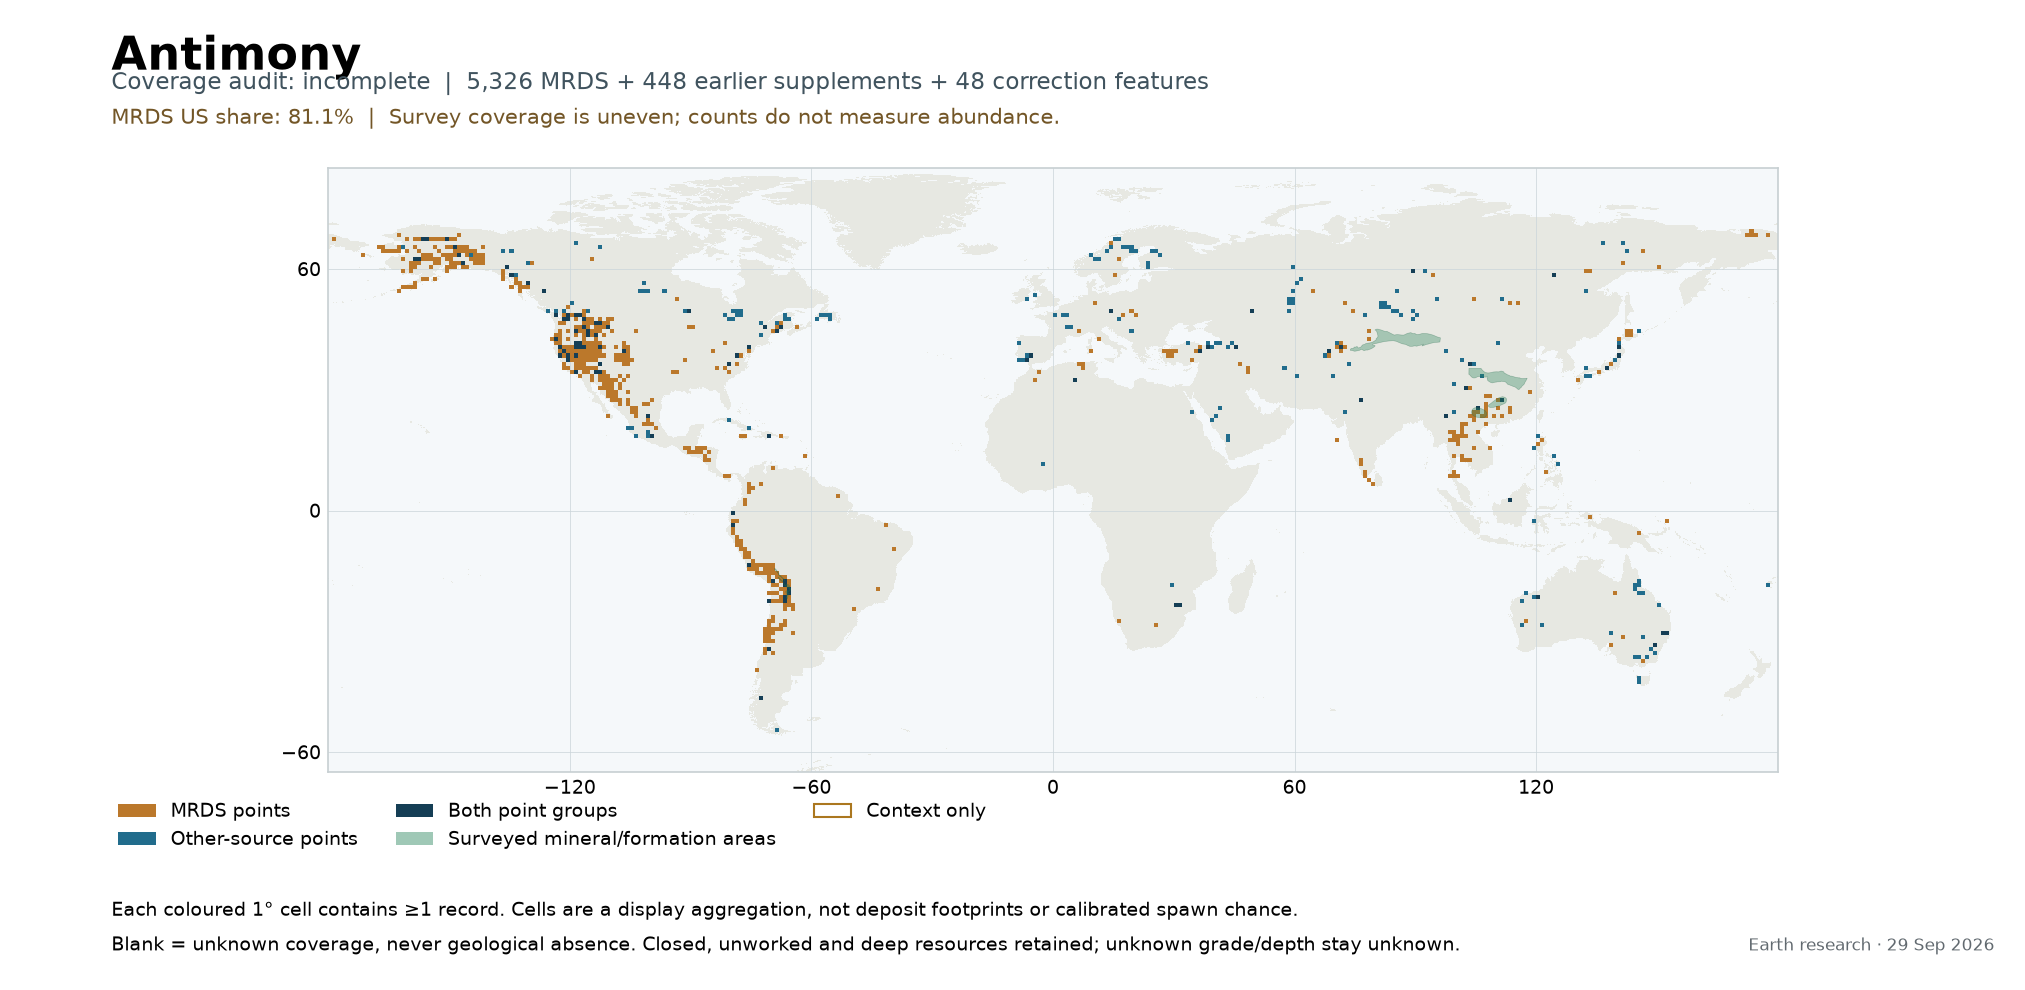 Antimony
Coverage audit: incomplete | 5,326 MRDS + 448 earlier supplements + 48 correction features
MRDS US share: 81.1% | Survey coverage is uneven; counts do not measure abundance.
60
0
−60
−120 −60 0 60 120
MRDS points Both point groups Context only
Other-source points Surveyed mineral/formation areas
Each coloured 1° cell contains ≥1 record. Cells are a display aggregation, not deposit footprints or calibrated spawn chance.
Blank = unknown coverage, never geological absence. Closed, unworked and deep resources retained; unknown grade/depth stay unknown.
Earth research · 29 Sep 2026